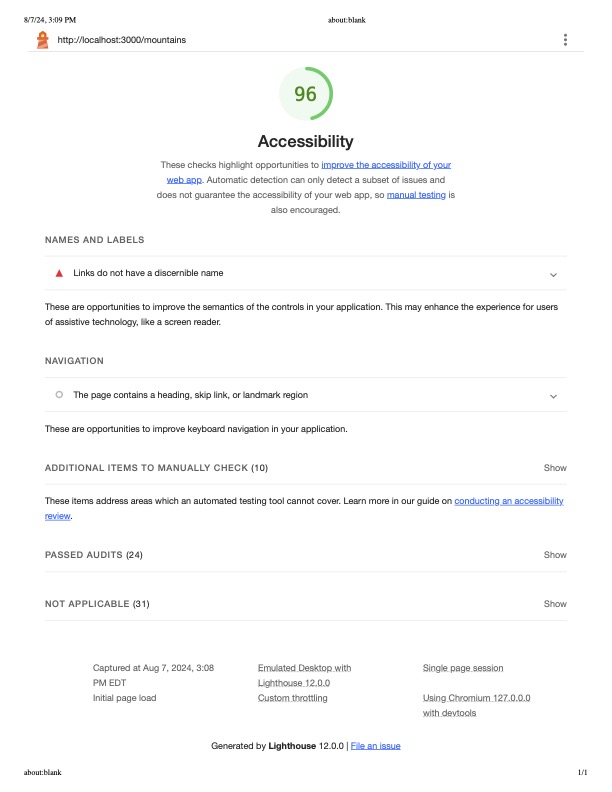 8/7/24, 3:09 PM about:blank
http://localhost:3000/mountains
96
Accessibility
These checks highlight opportunities to improve the accessibility of your
web app. Automatic detection can only detect a subset of issues and
does not guarantee the accessibility of your web app, so manual testing is
also encouraged.
NAMES AND LABELS
Links do not have a discernible name
These are opportunities to improve the semantics of the controls in your application. This may enhance the experience for users
of assistive technology, like a screen reader.
NAVIGATION
The page contains a heading, skip link, or landmark region
These are opportunities to improve keyboard navigation in your application.
ADDITIONAL ITEMS TO MANUALLY CHECK (10) Show
These items address areas which an automated testing tool cannot cover. Learn more in our guide on conducting an accessibility
review.
PASSED AUDITS (24) Show
NOT APPLICABLE (31) Show
Captured at Aug 7, 2024, 3:08
PM EDT
Initial page load
Emulated Desktop with
Lighthouse 12.0.0
Custom throttling
Single page session
Using Chromium 127.0.0.0
with devtools
Generated by Lighthouse 12.0.0 | File an issue
about:blank 1/1